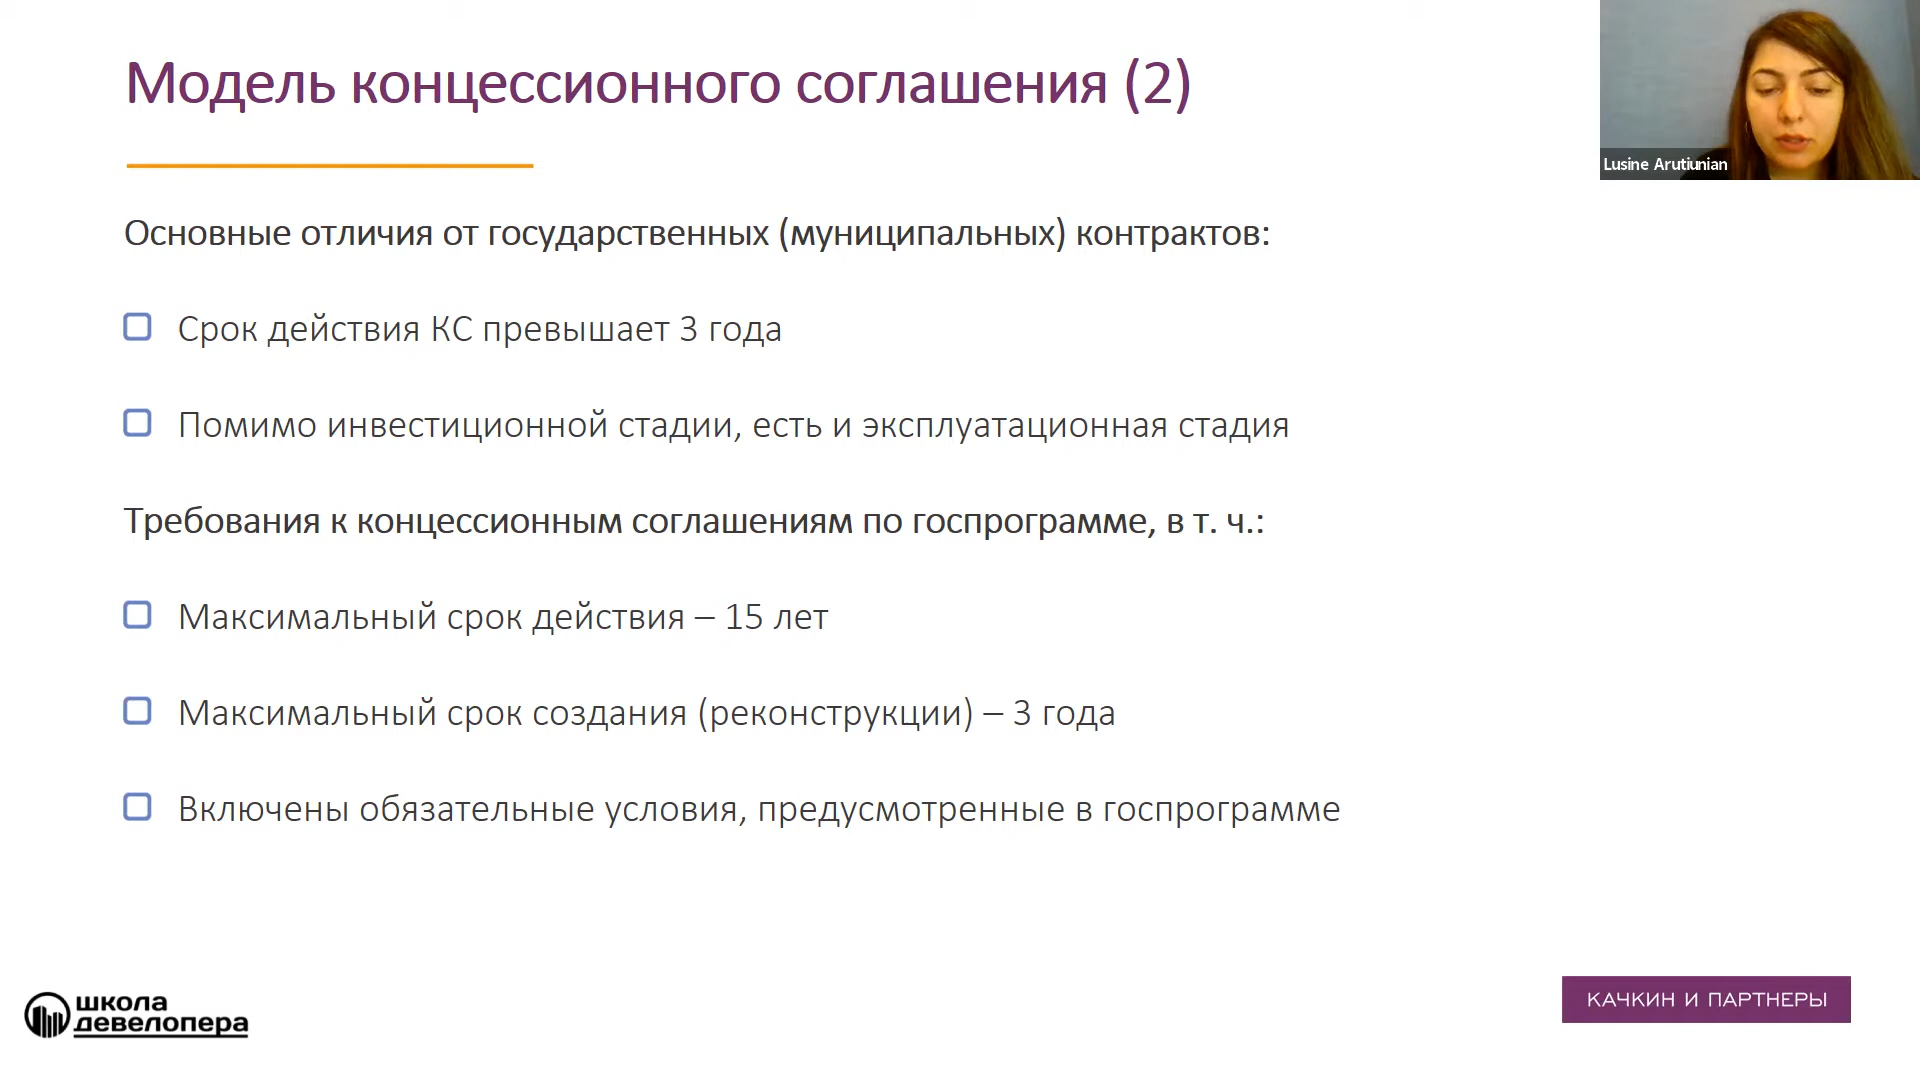 Модель концессионного соглашения (2)
Lusine Arutiunian
Основные отличия от государственных (муниципальных) контрактов:
Срок действия КС превышает 3 года
Помимо инвестиционной стадии, есть и эксплуатационная стадия
Требования к концессионным соглашениям по госпрограмме, в т. ч.:
Максимальный срок действия – 15 лет
Максимальный срок создания (реконструкции) – 3 года
Включены обязательные условия, предусмотренные в госпрограмме
школа
девелопера
КАЧКИН И ПАРТНЕРЫ